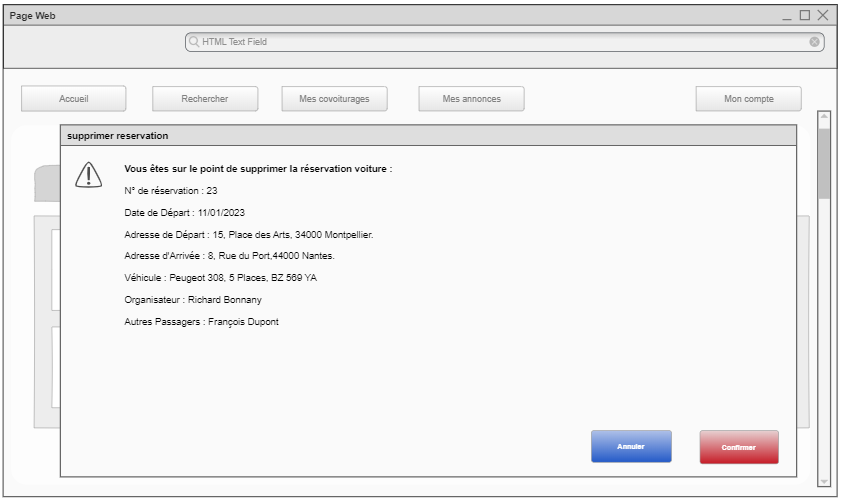 Page Web
HTML Text Field
Accueil
Rechercher
Mes covoiturages
Mes annonces
Mon compte
supprimer reservation
Vous êtes sur le point de supprimer la réservation voiture :
N° de réservation : 23
Date de Départ : 11/01/2023
Adresse de Départ : 15, Place des Arts, 34000 Montpellier.
Adresse d'Arrivée : 8, Rue du Port,44000 Nantes.
Véhicule : Peugeot 308, 5 Places, BZ 569 YA
Organisateur : Richard Bonnany
Autres Passagers : François Dupont
Annuler
Confirmer